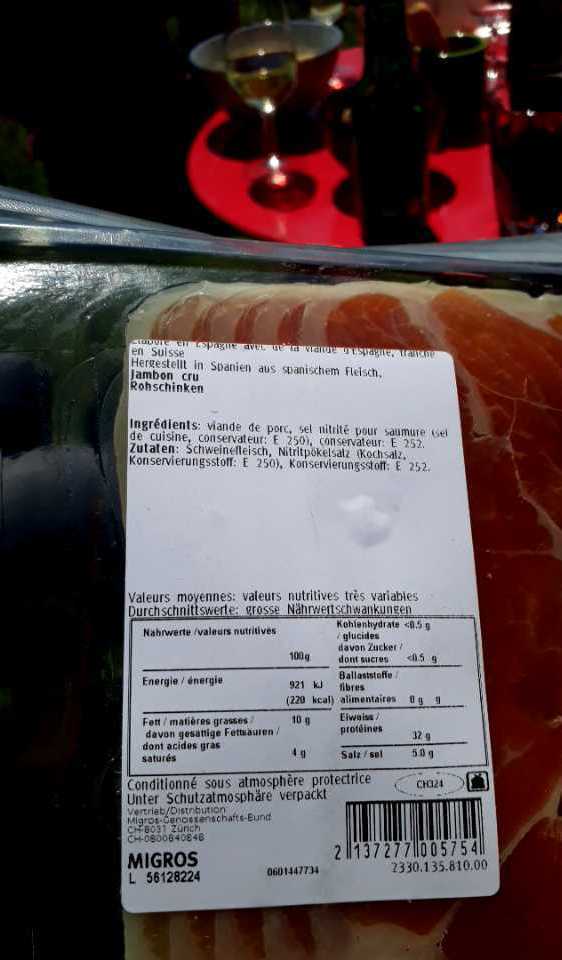 Elaboré en Espagne avec de la viande d'Espagne, tranché
en Suisse
Hergestellt in Spanien aus spanischem Fleisch.
Jambon cru
Rohschinken
Ingrédients: viande de porc, sel nitrité pour saumure (sel
de cuisine, conservateur: E 250), conservateur: E 252.
Zutaten: Schweinefleisch, Nitritpökelsalz (Kochsalz,
Konservierungsstoff: E 250), Konservierungsstoff: E 252.
Valeurs moyennes: valeurs nutritives très variables
Durchschnittswerte: grosse Nährwertschwankungen
Nahrwerte /valeurs nutritives
100g
Energie / énergie
921 kJ
(220 kcal)
Fett / matières grasses /
10 g
davon gesättige Fettsäuren /
dont acides gras
saturés
4 g
Kohlenhydrate <0.5 g
/ glucides
davon Zucker /
dont sucres <0.5 g
Ballaststoffe /
fibres
alimentaires 0 g g
Eiweiss /
protéines
32 g
Salz / sel 5.0 g
Conditionné sous atmosphère protectrice
Unter Schutzatmosphäre verpackt
CH324
Vertrieb/Distribution:
Migros-Genossenschafts-Bund
CH-8031 Zürich
CH-0800840848
MIGROS
L 56128224
0601447734
2 137277 005754
2330.135.810.00